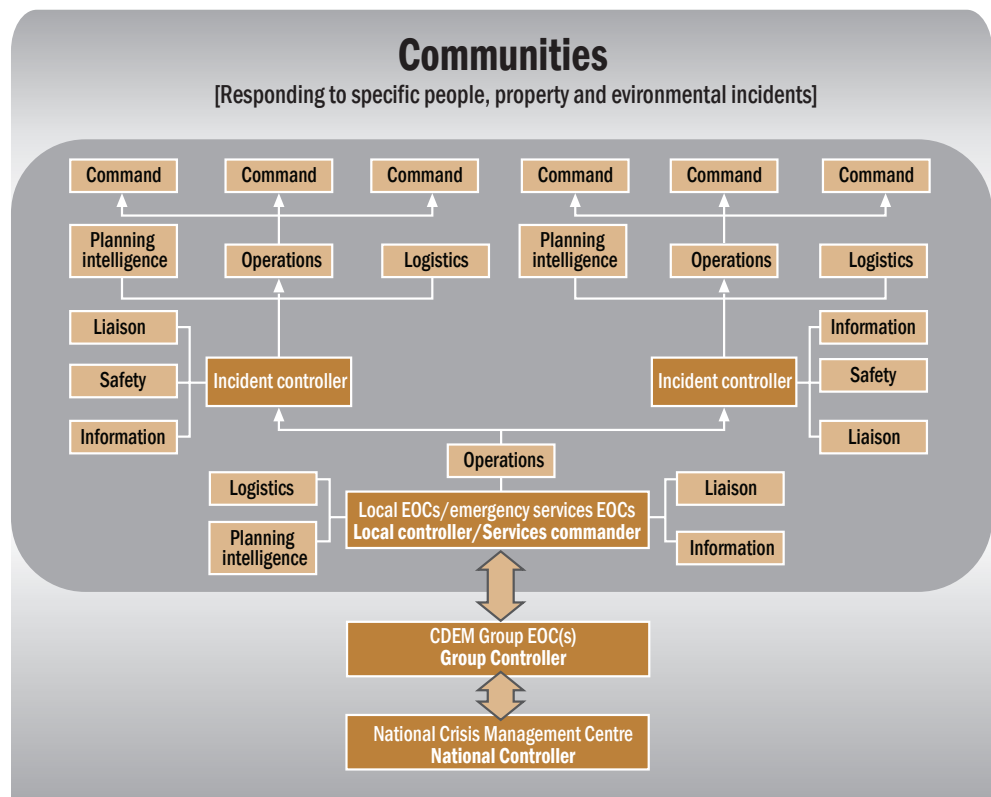 Communities
[Responding to specific people, property and evironmental incidents]
Command
Command
Command
Command
Command
Command
Planning
intelligence
Operations
Logistics
Planning
intelligence
Operations
Logistics
Liaison
Safety
Information
Incident controller
Incident controller
Information
Safety
Liaison
Operations
Logistics
Planning
intelligence
Local EOCs/emergency services EOCs
Local controller/Services commander
Liaison
Information
CDEM Group EOC(s)
Group Controller
National Crisis Management Centre
National Controller